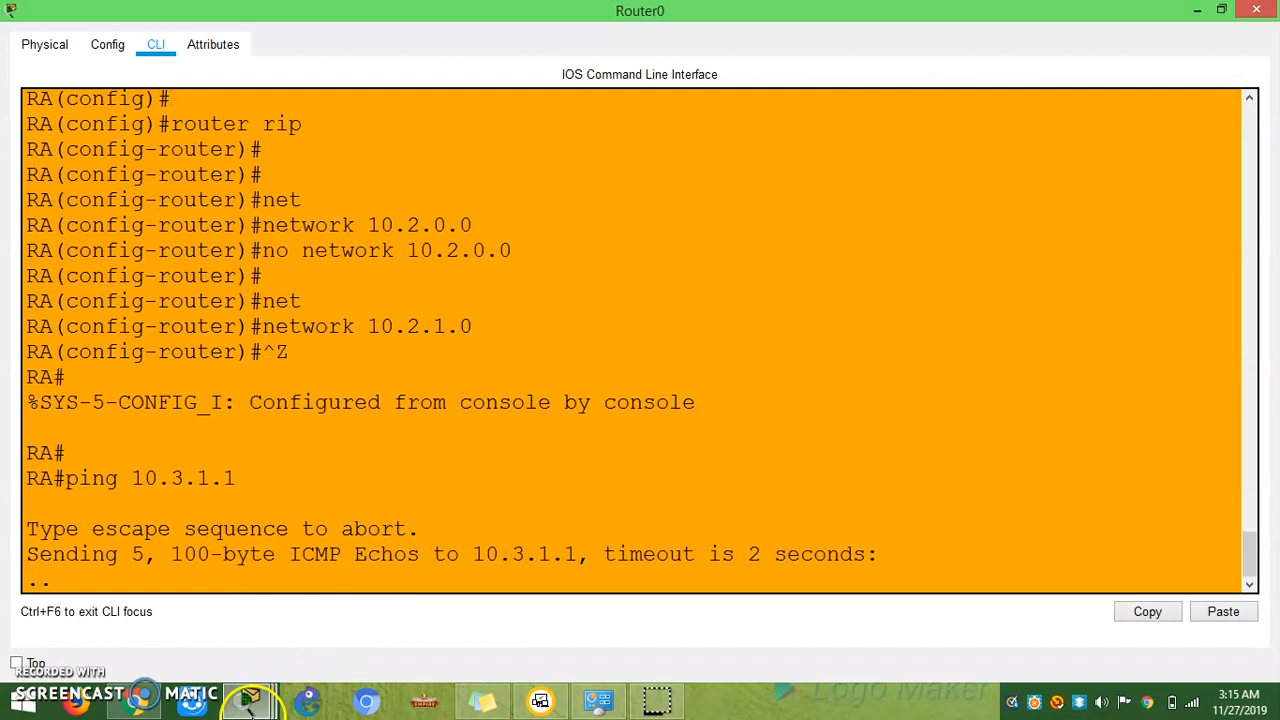 Router0
Physical Config CLI Attributes
IOS Command Line Interface
RA(config)#
RA(config)#router rip
RA(config-router)#
RA(config-router)#
RA(config-router)#net
RA(config-router)#network 10.2.0.0
RA(config-router)#no network 10.2.0.0
RA(config-router)#
RA(config-router)#net
RA(config-router)#network 10.2.1.0
RA(config-router)#^Z
RA#
%SYS-5-CONFIG_I: Configured from console by console
RA#
RA#ping 10.3.1.1
Type escape sequence to abort.
Sending 5, 100-byte ICMP Echos to 10.3.1.1, timeout is 2 seconds:
..
Ctrl+F6 to exit CLI focus
Copy Paste
Top
RECORDED WITH
SCREENCAST MATIC
EMPIRE
Logo Maker
3:15 AM
11/27/2019